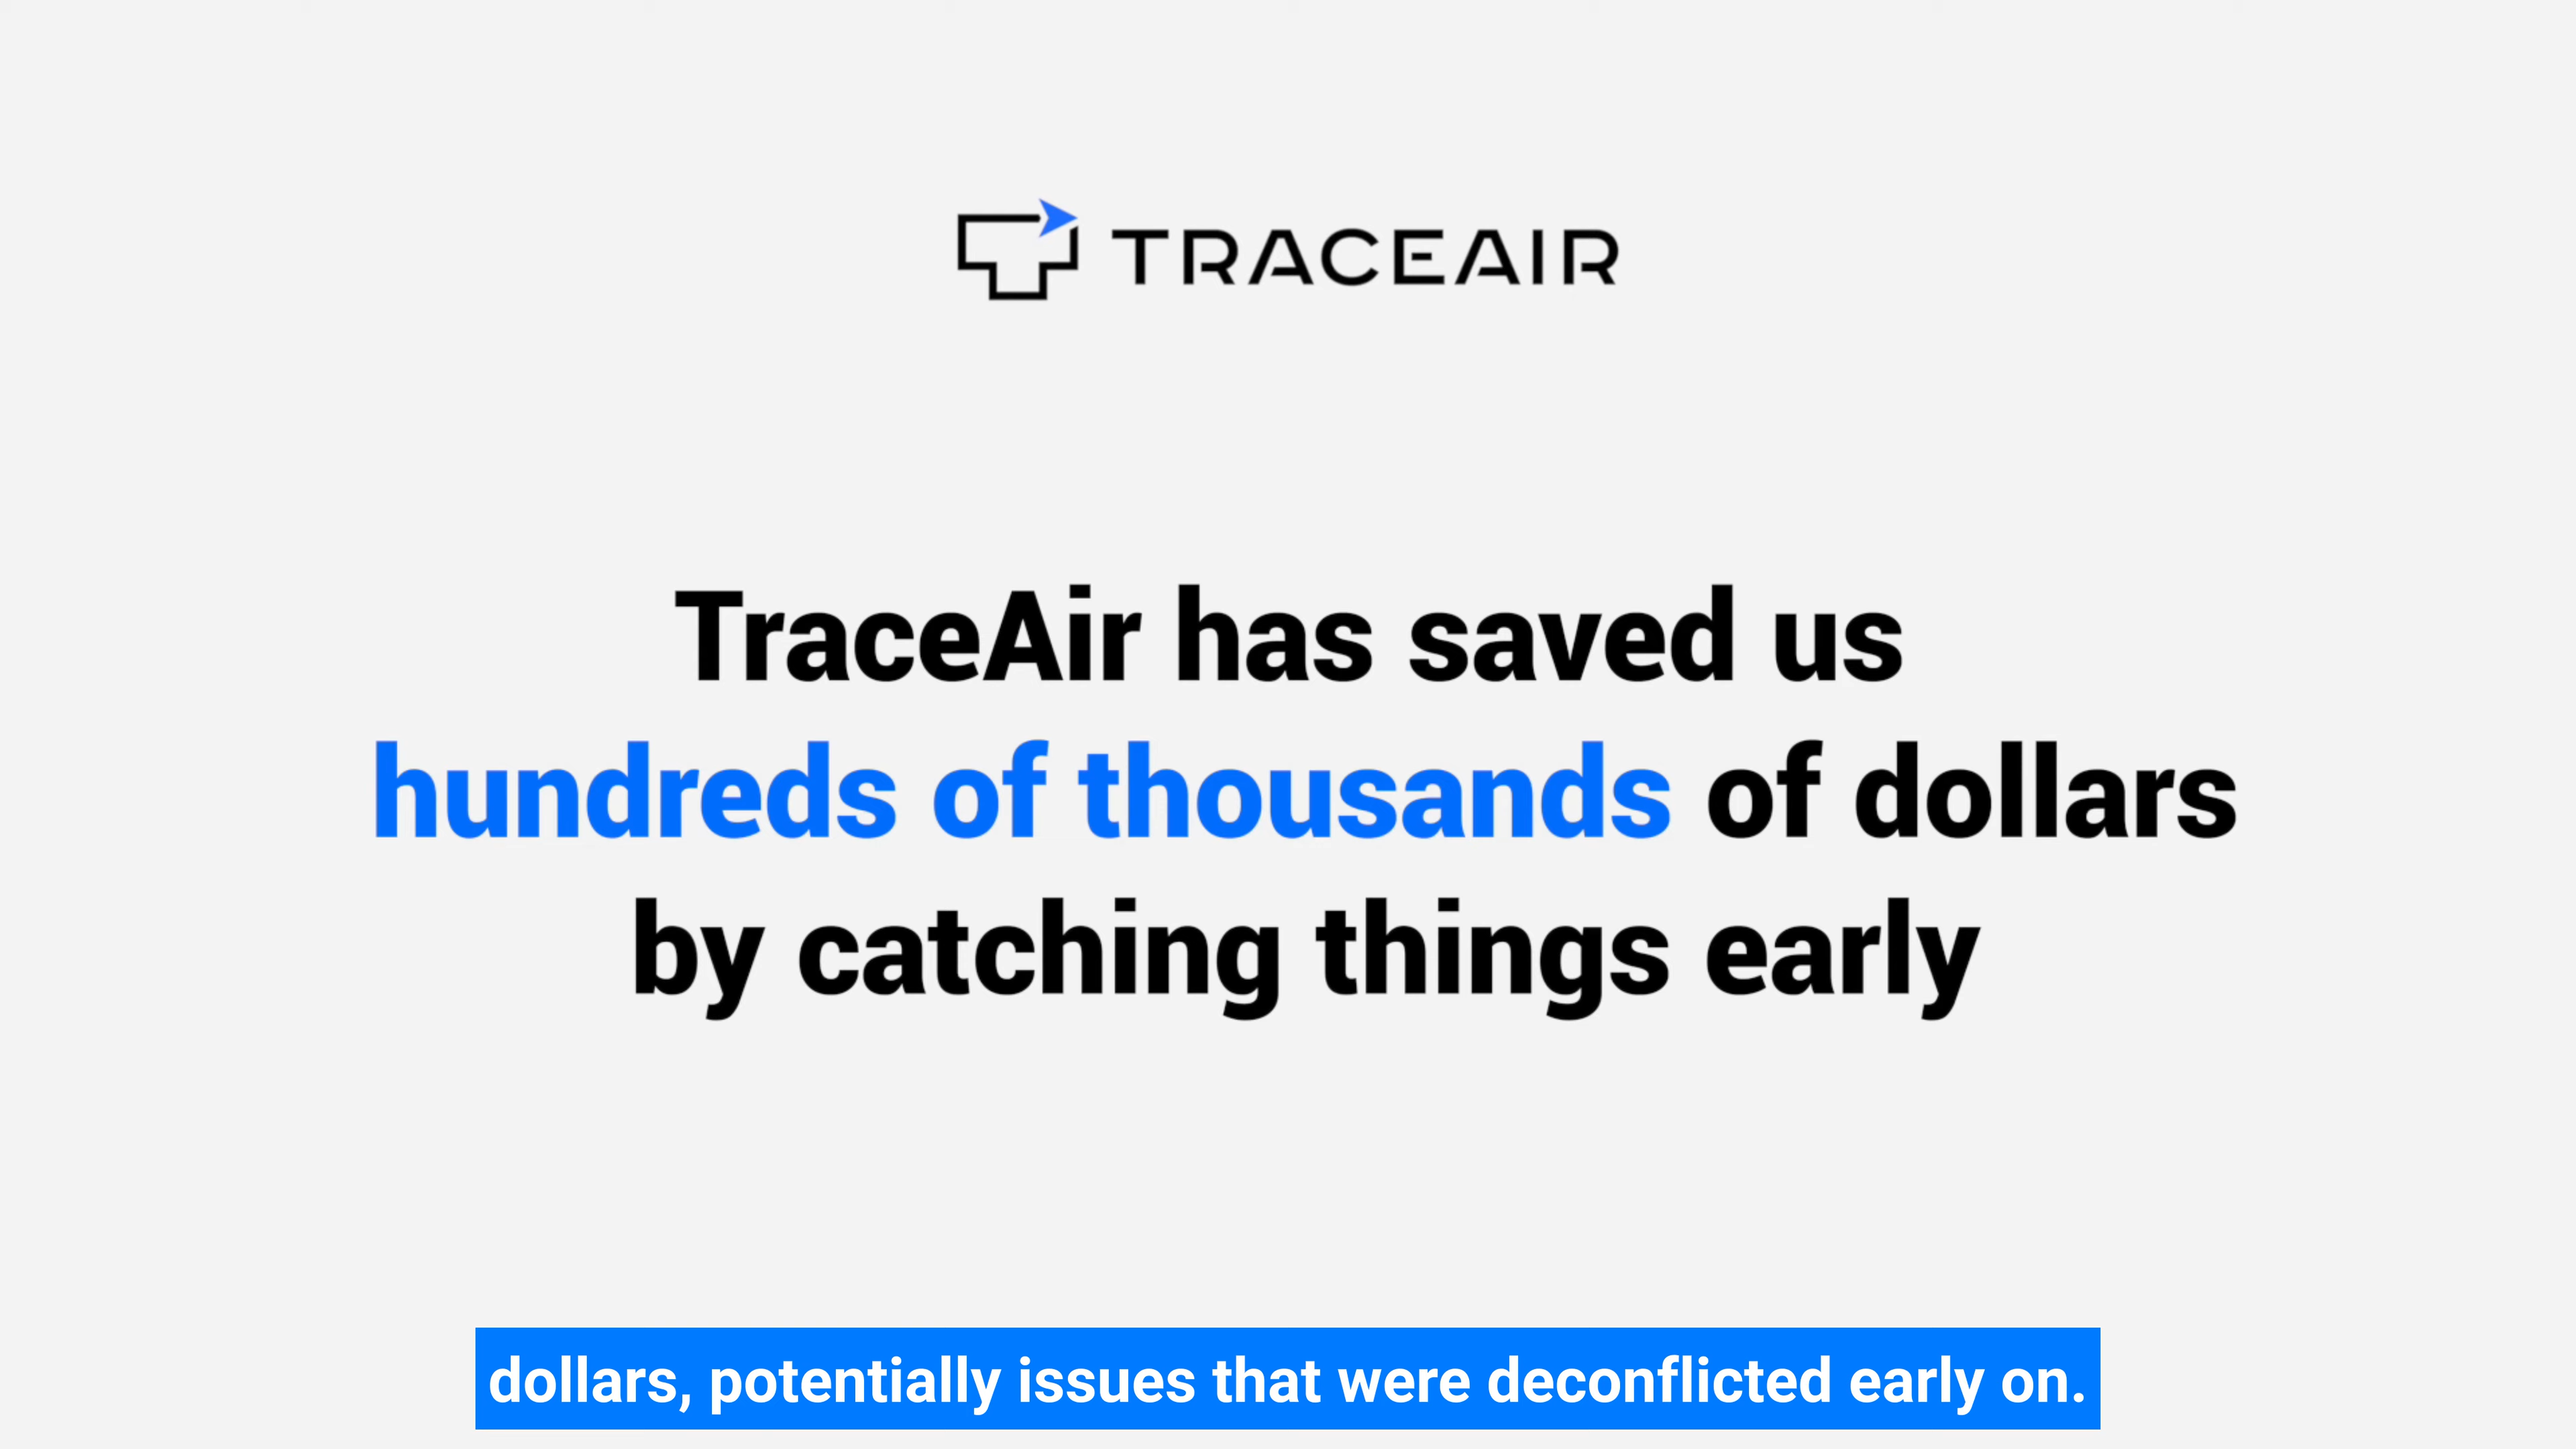 TRACEAIR
TraceAir has saved us
hundreds of thousands of dollars
by catching things early
dollars, potentially issues that were deconflicted early on.